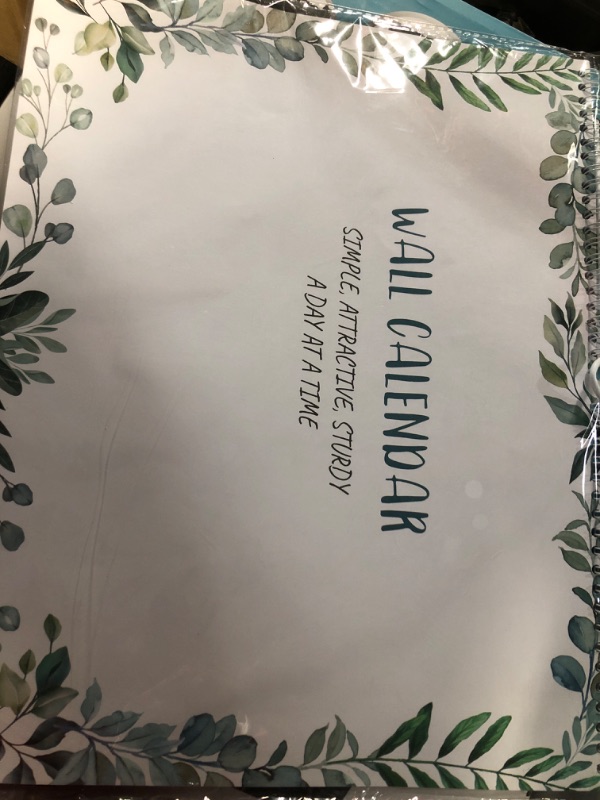 WALL CALENDAR
SIMPLE, ATTRACTIVE, STURDY
A DAY AT A TIME